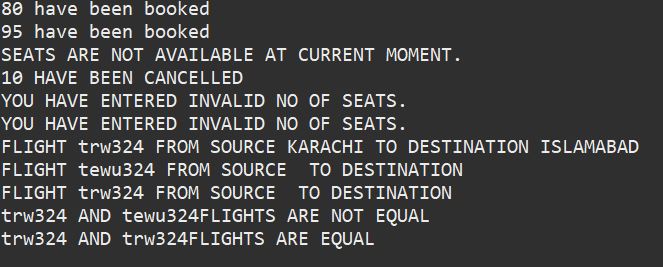 80 have been booked
95 have been booked
SEATS ARE NOT AVAILABLE AT CURRENT MOMENT.
10 HAVE BEEN CANCELLED
YOU HAVE ENTERED INVALID NO OF SEATS.
YOU HAVE ENTERED INVALID NO OF SEATS.
FLIGHT trw324 FROM SOURCE KARACHI TO DESTINATION ISLAMABAD
FLIGHT tewu324 FROM SOURCE  TO DESTINATION
FLIGHT trw324 FROM SOURCE  TO DESTINATION
trw324 AND tewu324FLIGHTS ARE NOT EQUAL
trw324 AND trw324FLIGHTS ARE EQUAL